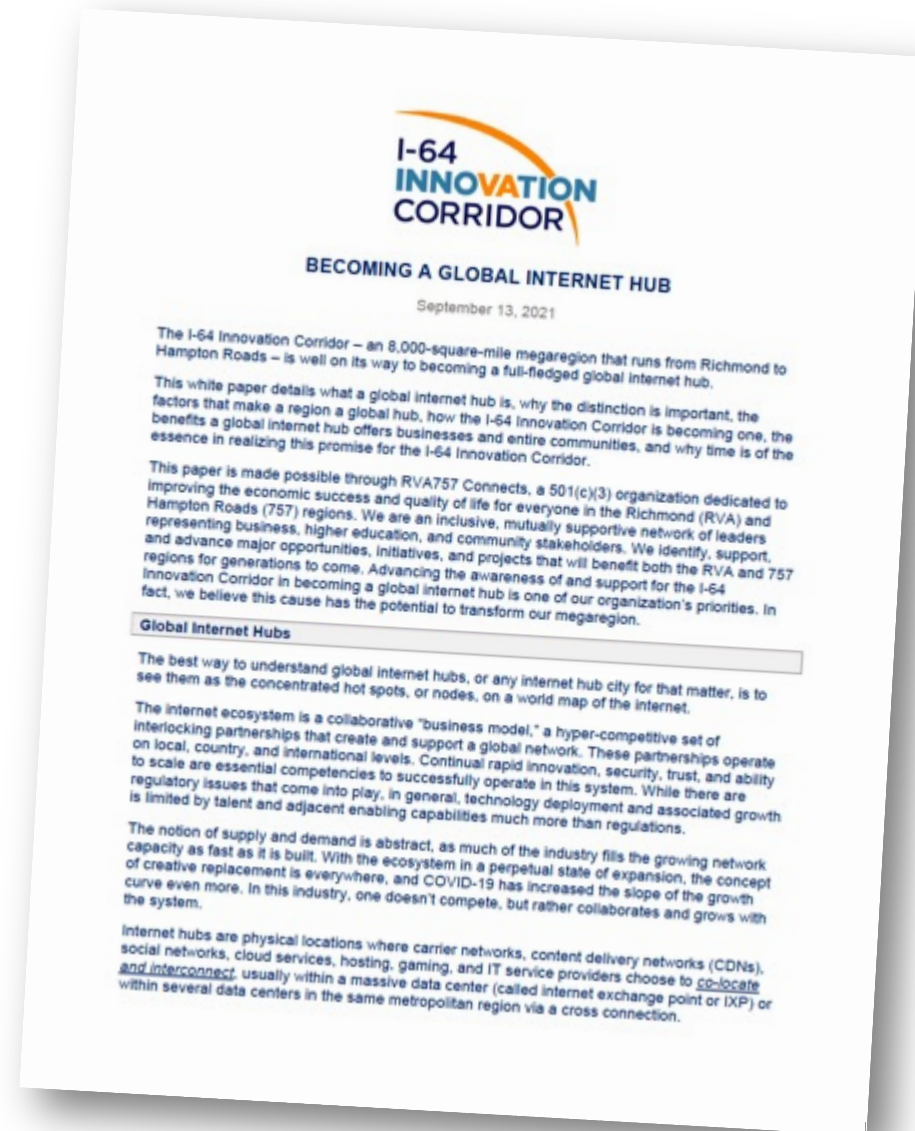 I-64
INNOVATION
CORRIDOR
BECOMING A GLOBAL INTERNET HUB
September 13, 2021
The I-64 Innovation Corridor – an 8,000-square-mile megaregion that runs from Richmond to
Hampton Roads – is well on its way to becoming a full-fledged global internet hub.
This white paper details what a global internet hub is, why the distinction is important, the
factors that make a region a global hub, how the I-64 Innovation Corridor is becoming one, the
benefits a global internet hub offers businesses and entire communities, and why time is of the
essence in realizing this promise for the I-64 Innovation Corridor.
This paper is made possible through RVA757 Connects, a 501(c)(3) organization dedicated to
improving the economic success and quality of life for everyone in the Richmond (RVA) and
Hampton Roads (757) regions. We are an inclusive, mutually supportive network of leaders
representing business, higher education, and community stakeholders. We identify, support,
and advance major opportunities, initiatives, and projects that will benefit both the RVA and 757
regions for generations to come. Advancing the awareness of and support for the I-64
Innovation Corridor in becoming a global internet hub is one of our organization's priorities. In
fact, we believe this cause has the potential to transform our megaregion.
Global Internet Hubs
The best way to understand global internet hubs, or any internet hub city for that matter, is to
see them as the concentrated hot spots, or nodes, on a world map of the internet.
The internet ecosystem is a collaborative "business model," a hyper-competitive set of
interlocking partnerships that create and support a global network. These partnerships operate
on local, country, and international levels. Continual rapid innovation, security, trust, and ability
to scale are essential competencies to successfully operate in this system. While there are
regulatory issues that come into play, in general, technology deployment and associated growth
is limited by talent and adjacent enabling capabilities much more than regulations.
The notion of supply and demand is abstract, as much of the industry fills the growing network
capacity as fast as it is built. With the ecosystem in a perpetual state of expansion, the concept
of creative replacement is everywhere, and COVID-19 has increased the slope of the growth
curve even more. In this industry, one doesn't compete, but rather collaborates and grows with
the system.
Internet hubs are physical locations where carrier networks, content delivery networks (CDNs),
social networks, cloud services, hosting, gaming, and IT service providers choose to co-locate
and interconnect, usually within a massive data center (called internet exchange point or IXP) or
within several data centers in the same metropolitan region via a cross connection.